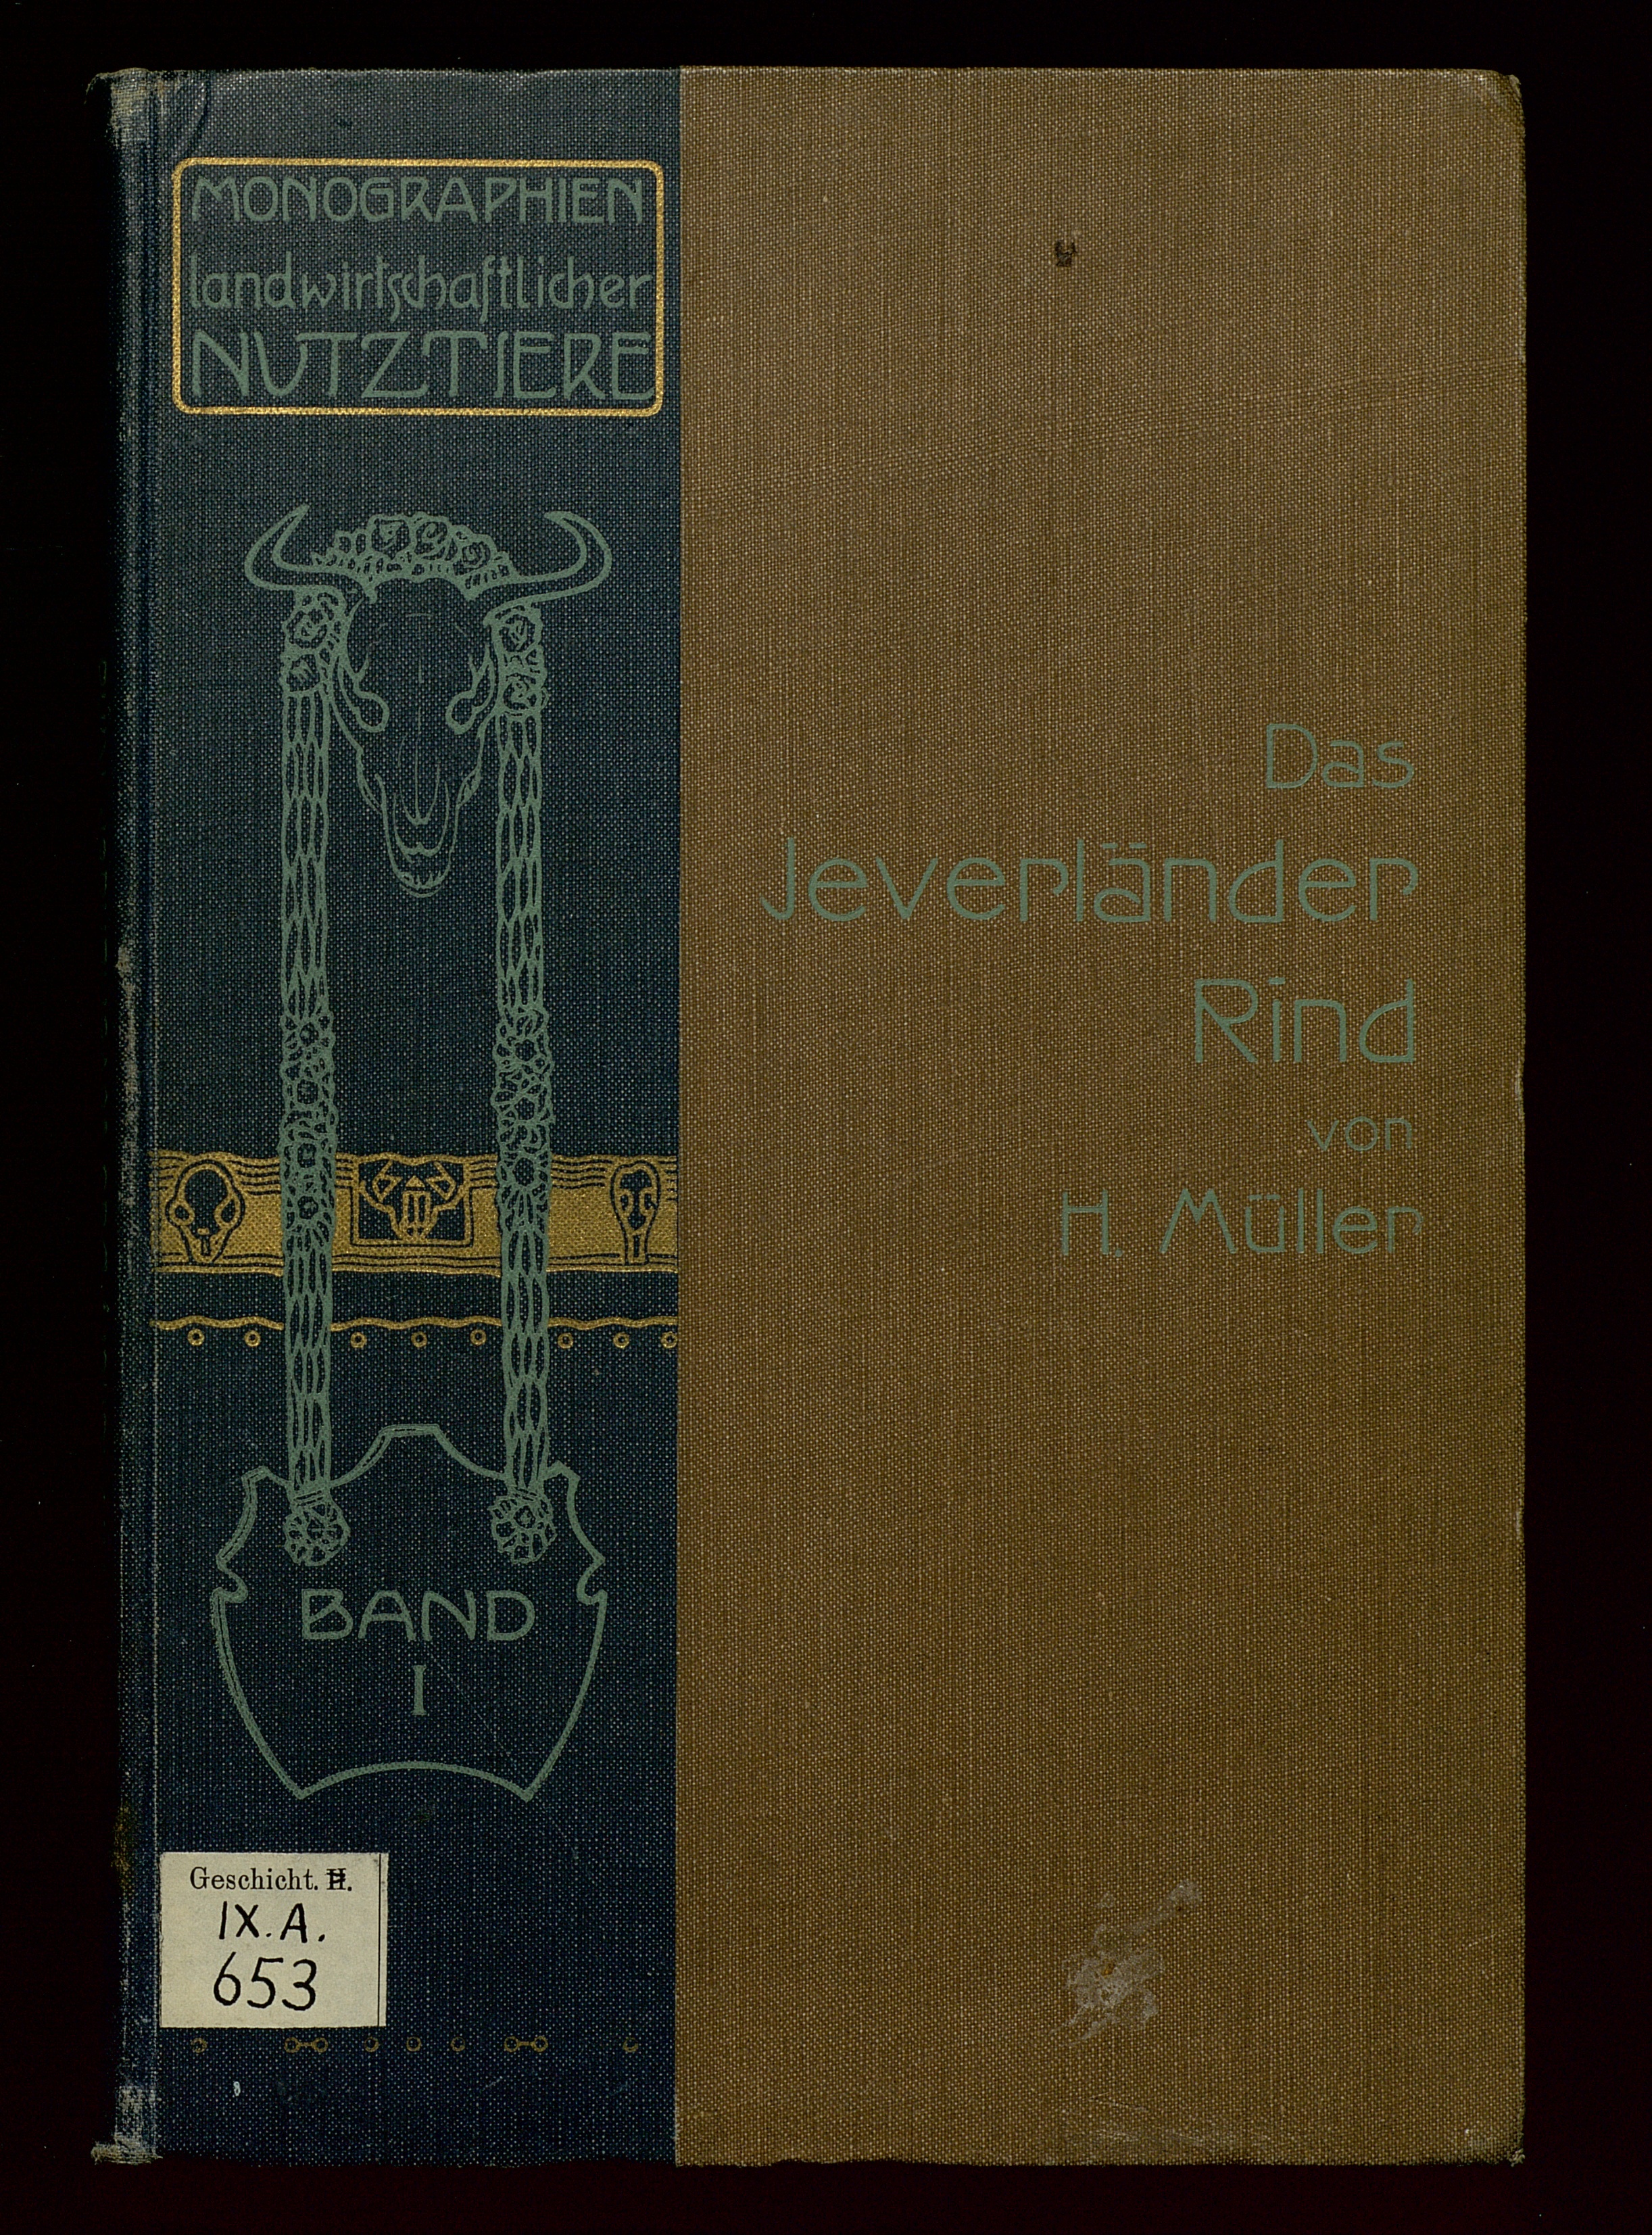 MONOGRAPHIEN
landwirtschaftlicher
NUTZTIERE
Das
Jeverländer
Rind
von
H. Müller
BAND
I
Geschicht. H.
IX. A.
653